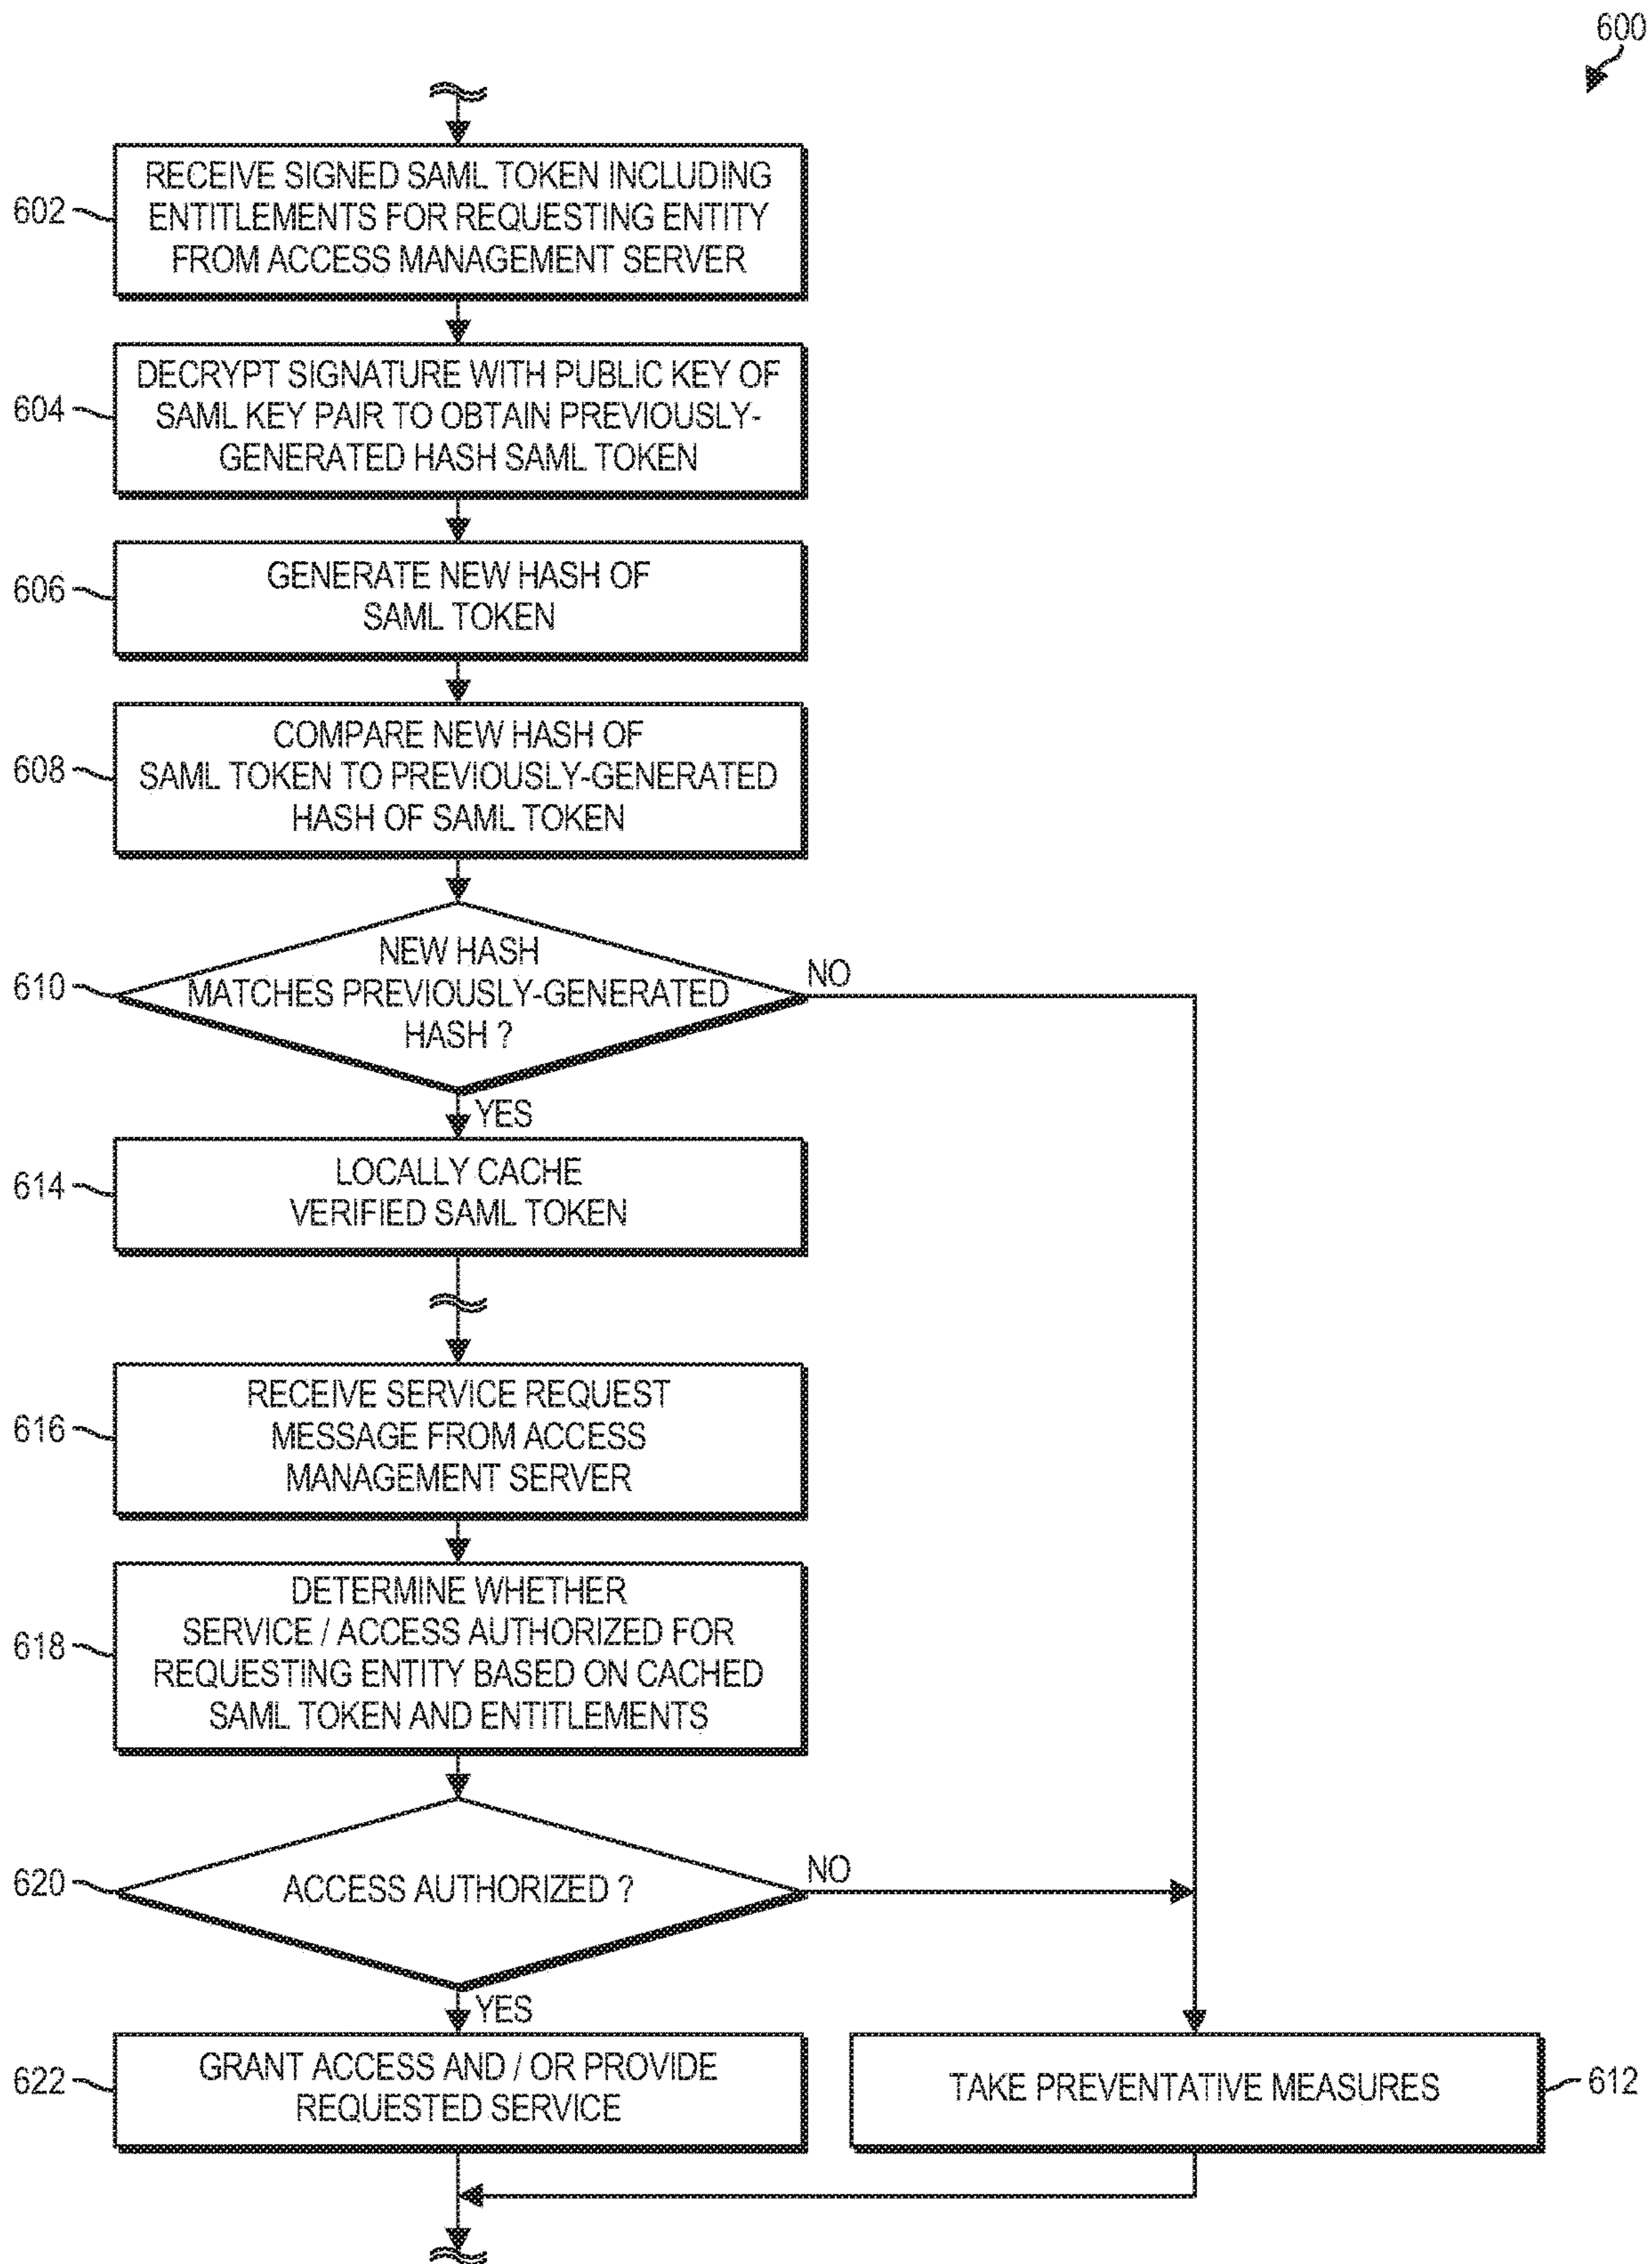 600
RECEIVE SIGNED SAML TOKEN INCLUDING
ENTITLEMENTS FOR REQUESTING ENTITY
FROM ACCESS MANAGEMENT SERVER
602
DECRYPT SIGNATURE WITH PUBLIC KEY OF
SAML KEY PAIR TO OBTAIN PREVIOUSLY-
GENERATED HASH SAML TOKEN
604
GENERATE NEW HASH OF
SAML TOKEN
606
COMPARE NEW HASH OF
SAML TOKEN TO PREVIOUSLY-GENERATED
HASH OF SAML TOKEN
608
NEW HASH
MATCHES PREVIOUSLY-GENERATED
HASH ?
610
NO
YES
LOCALLY CACHE
VERIFIED SAML TOKEN
614
RECEIVE SERVICE REQUEST
MESSAGE FROM ACCESS
MANAGEMENT SERVER
616
DETERMINE WHETHER
SERVICE / ACCESS AUTHORIZED FOR
REQUESTING ENTITY BASED ON CACHED
SAML TOKEN AND ENTITLEMENTS
618
ACCESS AUTHORIZED ?
620
NO
YES
GRANT ACCESS AND / OR PROVIDE
REQUESTED SERVICE
622
TAKE PREVENTATIVE MEASURES
612